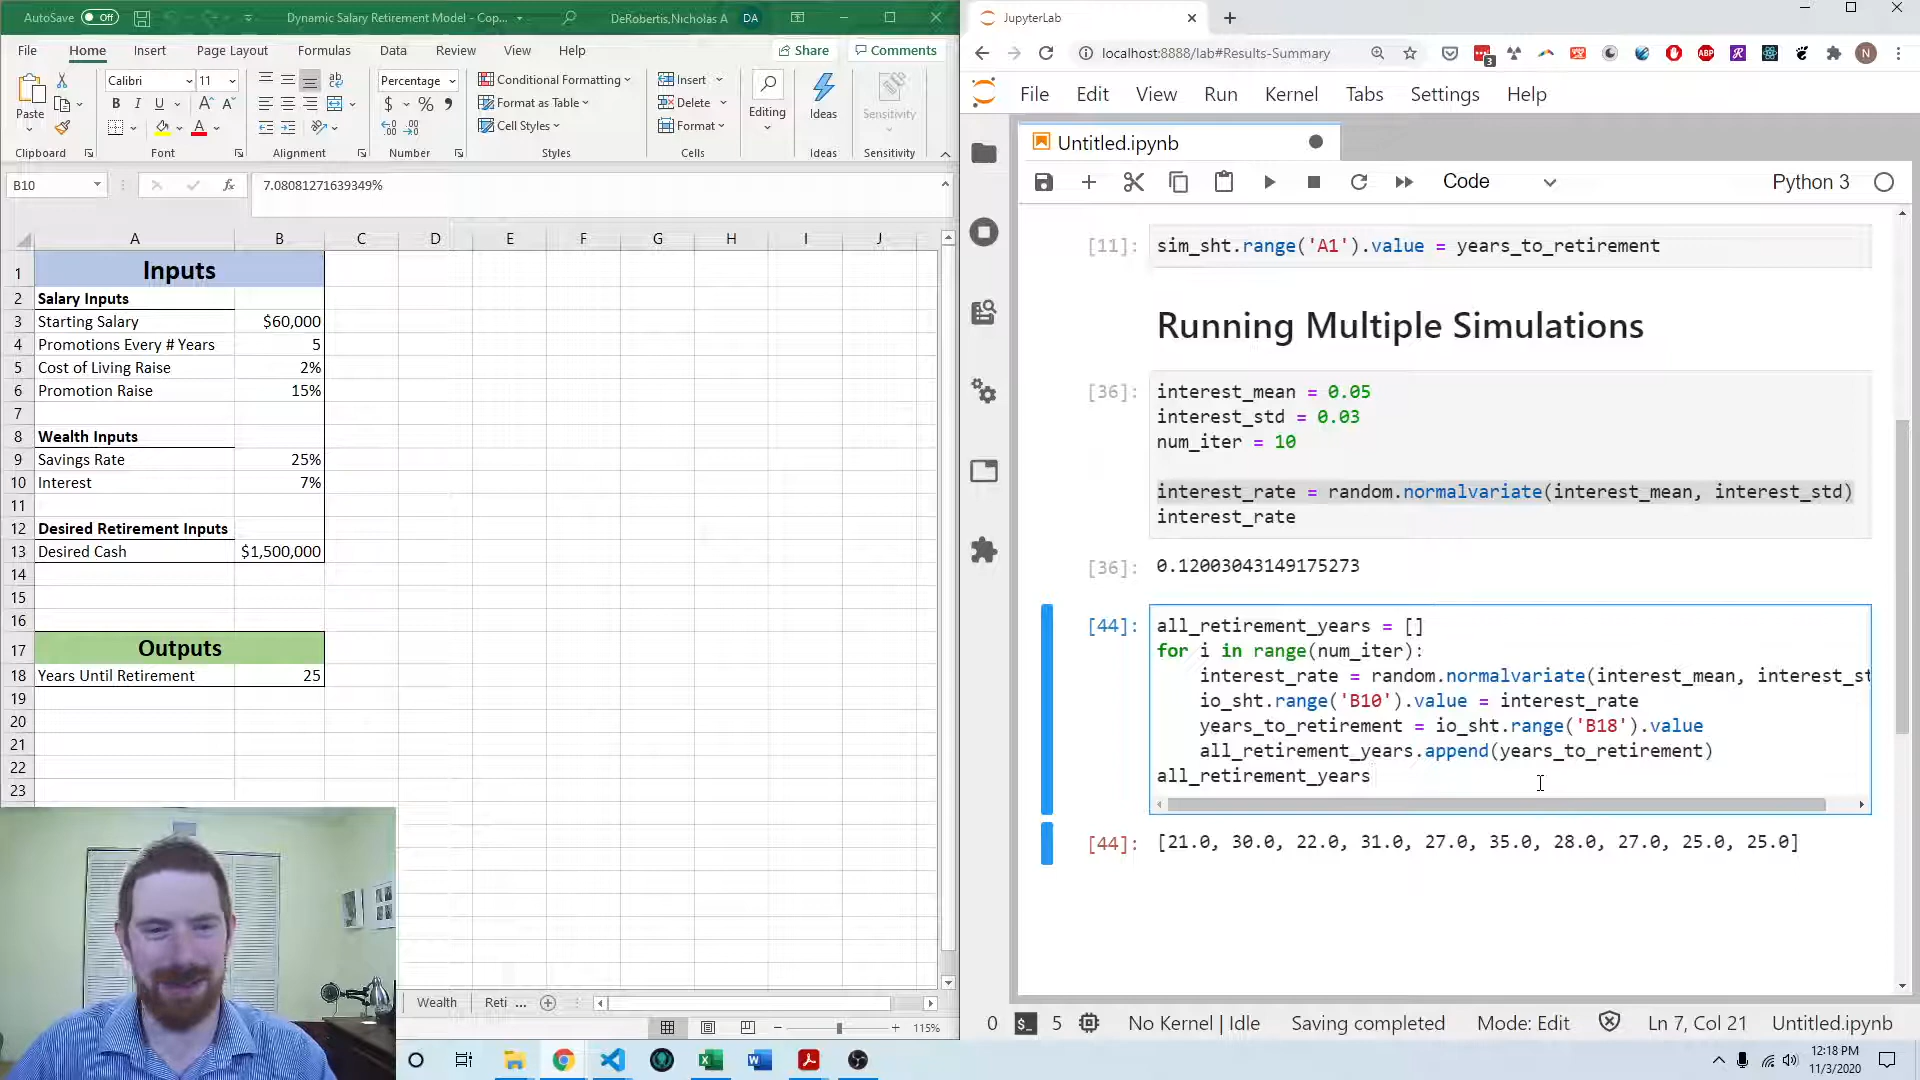 AutoSave Off
Dynamic Salary Retirement Model - Cop...
DeRobertis,Nicholas A
DA
File Home Insert Page Layout Formulas Data Review View Help Share Comments
Calibri 11
Percentage
Paste
B I U
$ % 9
Conditional Formatting
Format as Table
Cell Styles
Insert
Delete
Format
Editing
Ideas
Sensitivity
Clipboard Font Alignment Number Styles Cells Ideas Sensitivity
B10 fx 7.08081271639349%
A B C D E F G H I J
1 Inputs
2 Salary Inputs
3 Starting Salary $60,000
4 Promotions Every # Years 5
5 Cost of Living Raise 2%
6 Promotion Raise 15%
7
8 Wealth Inputs
9 Savings Rate 25%
10 Interest 7%
11
12 Desired Retirement Inputs
13 Desired Cash $1,500,000
14
15
16
17 Outputs
18 Years Until Retirement 25
19
20
21
22
23
Wealth Reti ...
115%
JupyterLab
localhost:8888/lab#Results-Summary
3
ABP
N
File Edit View Run Kernel Tabs Settings Help
Untitled.ipynb
Code Python 3
[11]: sim_sht.range('A1').value = years_to_retirement
Running Multiple Simulations
[36]: interest_mean = 0.05
interest_std = 0.03
num_iter = 10
interest_rate = random.normalvariate(interest_mean, interest_std)
interest_rate
[36]: 0.12003043149175273
[44]: all_retirement_years = []
for i in range(num_iter):
interest_rate = random.normalvariate(interest_mean, interest_st
io_sht.range('B10').value = interest_rate
years_to_retirement = io_sht.range('B18').value
all_retirement_years.append(years_to_retirement)
all_retirement_years
[44]: [21.0, 30.0, 22.0, 31.0, 27.0, 35.0, 28.0, 27.0, 25.0, 25.0]
0 5 No Kernel | Idle Saving completed Mode: Edit Ln 7, Col 21 Untitled.ipynb
12:18 PM
11/3/2020